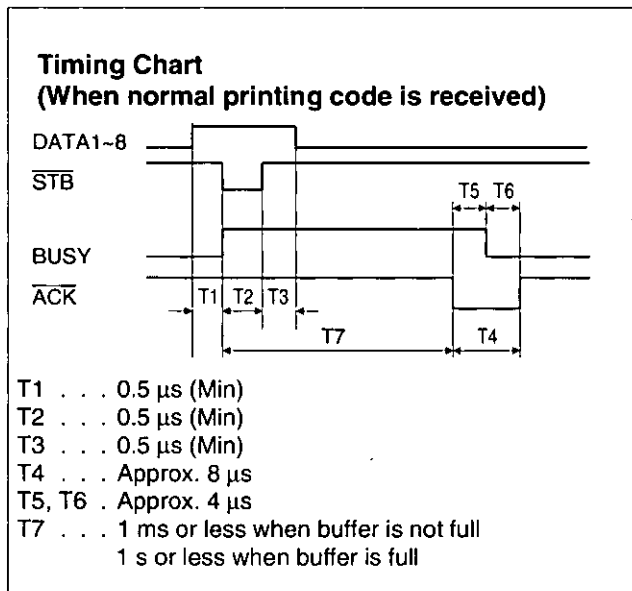 Timing Chart
(When normal printing code is received)
DATA1~8
STB
T5 T6
BUSY
ACK
T1 T2 T3
T7 T4
T1 . . . 0.5 µs (Min)
T2 . . . 0.5 µs (Min)
T3 . . . 0.5 µs (Min)
T4 . . . Approx. 8 µs
T5, T6 . Approx. 4 µs
T7 . . . 1 ms or less when buffer is not full
1 s or less when buffer is full